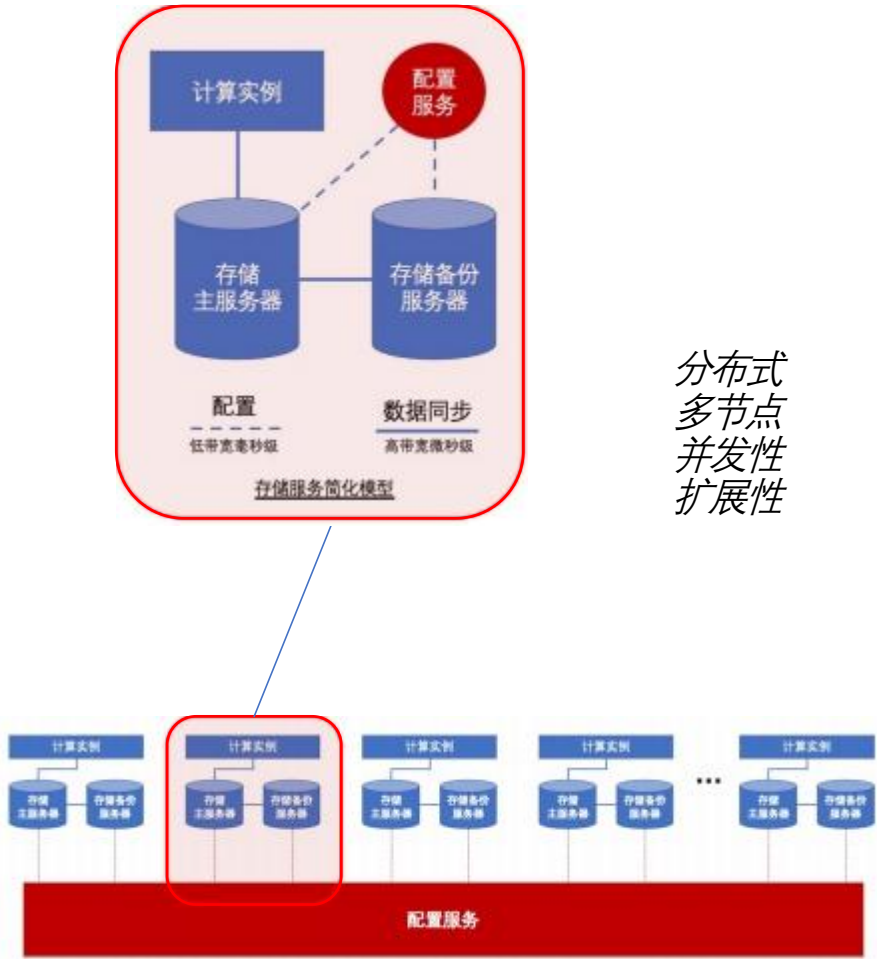 计算实例
配置
服务
存储
主服务器
存储备份
服务器
配置
低带宽毫秒级
数据同步
高带宽微秒级
存储服务简化模型
分布式
多节点
并发性
扩展性
计算实例
计算实例
计算实例
计算实例
...
计算实例
存储
主服务器
存储备份
服务器
存储
主服务器
存储备份
服务器
存储
主服务器
存储备份
服务器
存储
主服务器
存储备份
服务器
存储
主服务器
存储备份
服务器
配置服务